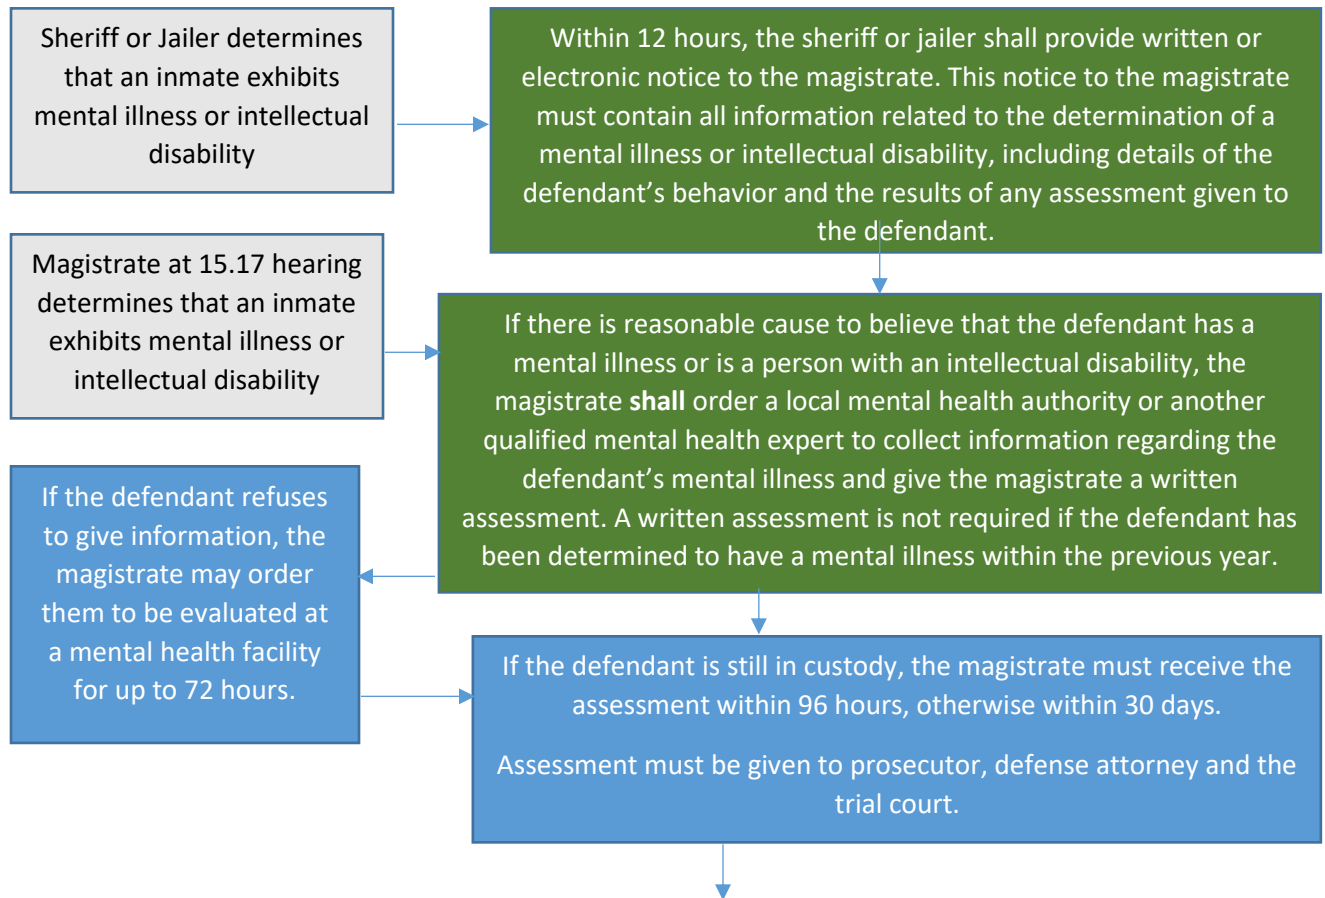 Sheriff or Jailer determines
that an inmate exhibits
mental illness or intellectual
disability
Within 12 hours, the sheriff or jailer shall provide written or
electronic notice to the magistrate. This notice to the magistrate
must contain all information related to the determination of a
mental illness or intellectual disability, including details of the
defendant’s behavior and the results of any assessment given to
the defendant.
Magistrate at 15.17 hearing
determines that an inmate
exhibits mental illness or
intellectual disability
If there is reasonable cause to believe that the defendant has a
mental illness or is a person with an intellectual disability, the
magistrate shall order a local mental health authority or another
qualified mental health expert to collect information regarding the
defendant’s mental illness and give the magistrate a written
assessment. A written assessment is not required if the defendant has
been determined to have a mental illness within the previous year.
If the defendant refuses
to give information, the
magistrate may order
them to be evaluated at
a mental health facility
for up to 72 hours.
If the defendant is still in custody, the magistrate must receive the
assessment within 96 hours, otherwise within 30 days.
Assessment must be given to prosecutor, defense attorney and the
trial court.